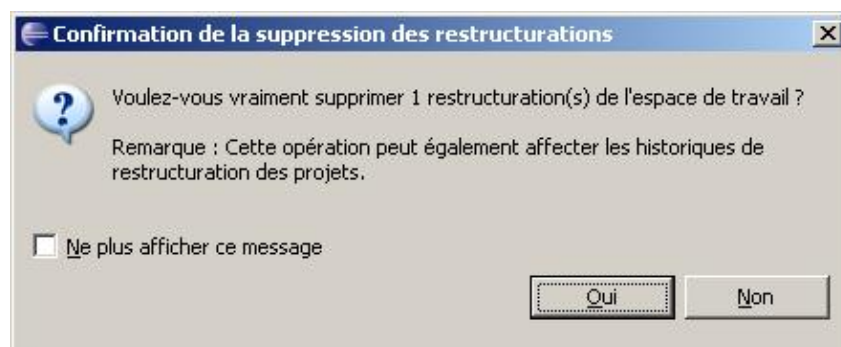 Confirmation de la suppression des restructurations
Voulez-vous vraiment supprimer 1 restructuration(s) de l'espace de travail ?
Remarque : Cette opération peut également affecter les historiques de
restructuration des projets.
Ne plus afficher ce message
Oui
Non